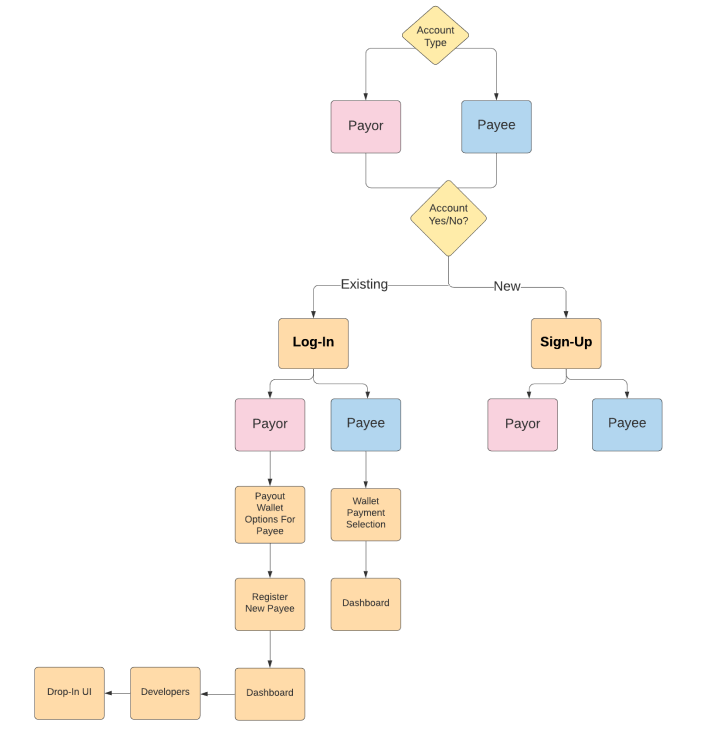 Account
Type
Payor
Payee
Account
Yes/No?
Existing
New
Log-In
Sign-Up
Payor
Payee
Payor
Payee
Payout
Wallet
Options For
Payee
Wallet
Payment
Selection
Register
New Payee
Dashboard
Drop-In UI
Developers
Dashboard